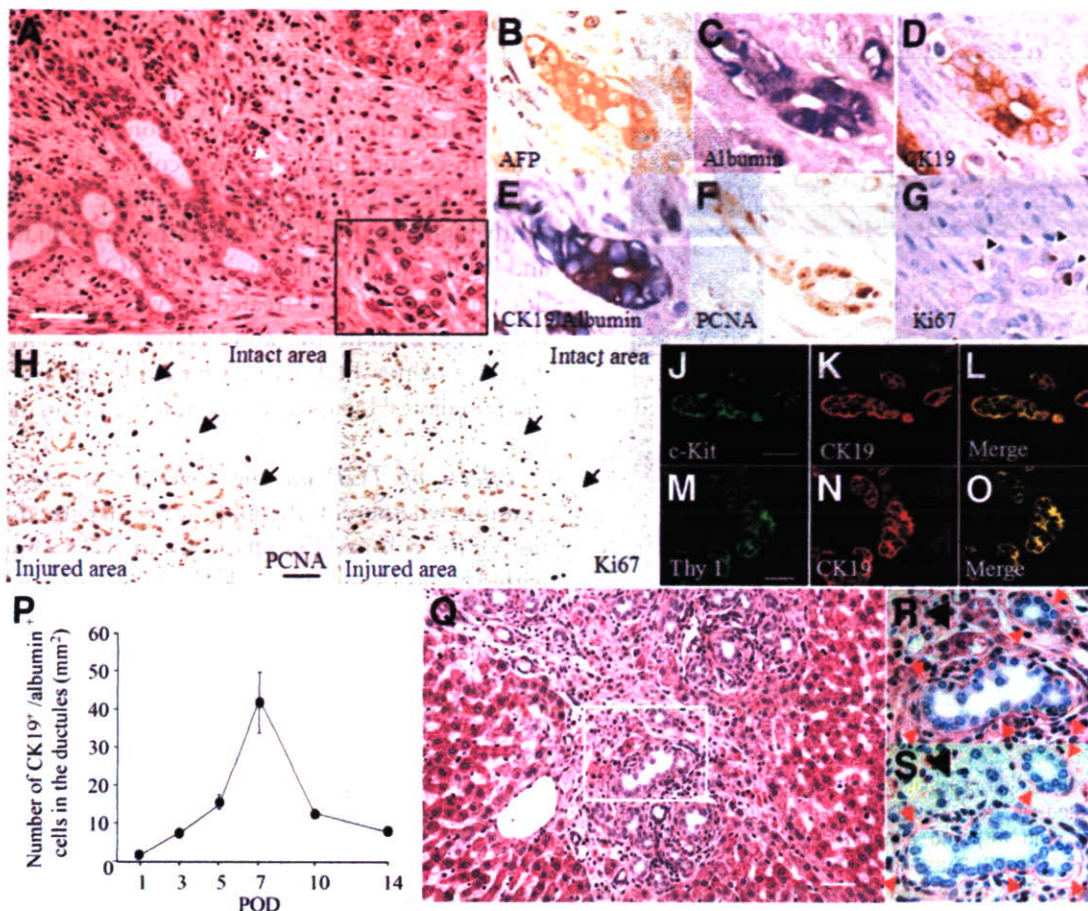 A
B
AFP
C
Albumin
D
CK19
E
CK19/Albumin
F
PCNA
G
Ki67
H
Intact area
Injured area
PCNA
I
Intact area
Injured area
Ki67
J
c-Kit
K
CK19
L
Merge
M
Thy 1
N
CK19
O
Merge
P
Number of CK19+ /albumin+
cells in the ductules (mm2)
60
50
40
30
20
10
0
1 3 5 7 10 14
POD
Q
R
S